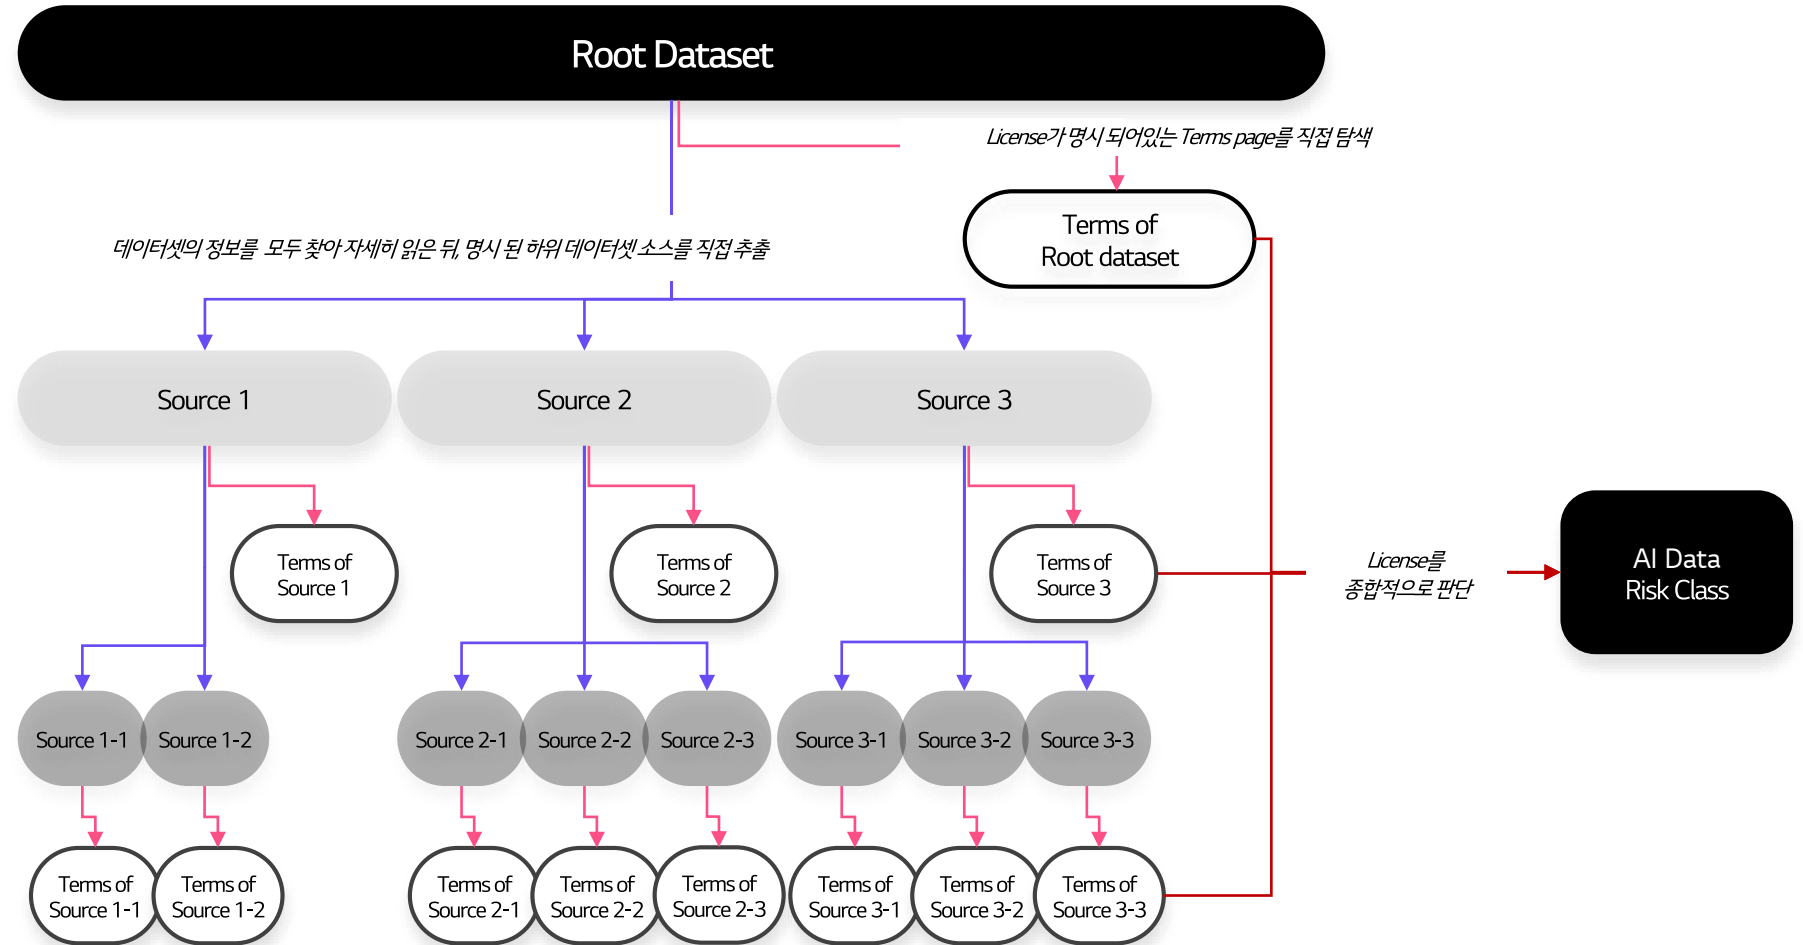 Root Dataset
License가 명시 되어있는 Terms page를 직접 탐색
Terms of
Root dataset
데이터셋의 정보를 모두 찾아 자세히 읽은 뒤, 명시 된 하위 데이터셋 소스를 직접 추출
Source 1
Source 2
Source 3
Terms of
Source 1
Terms of
Source 2
Terms of
Source 3
License를
종합적으로 판단
AI Data
Risk Class
Source 1-1
Source 1-2
Source 2-1
Source 2-2
Source 2-3
Source 3-1
Source 3-2
Source 3-3
Terms of
Source 1-1
Terms of
Source 1-2
Terms of
Source 2-1
Terms of
Source 2-2
Terms of
Source 2-3
Terms of
Source 3-1
Terms of
Source 3-2
Terms of
Source 3-3